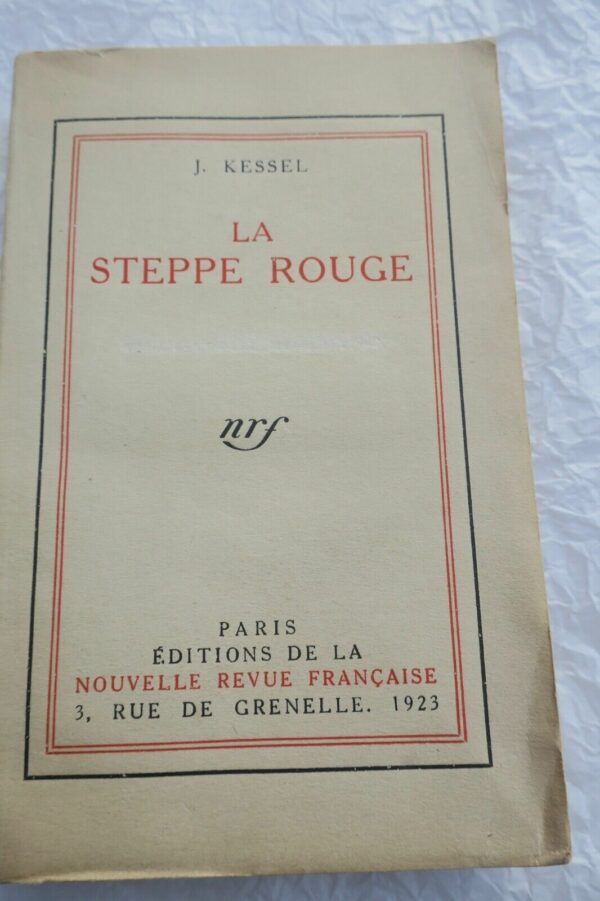 J. KESSEL
LA
STEPPE ROUGE
nrf
PARIS
ÉDITIONS DE LA
NOUVELLE REVUE FRANÇAISE
3, RUE DE GRENELLE. 1923